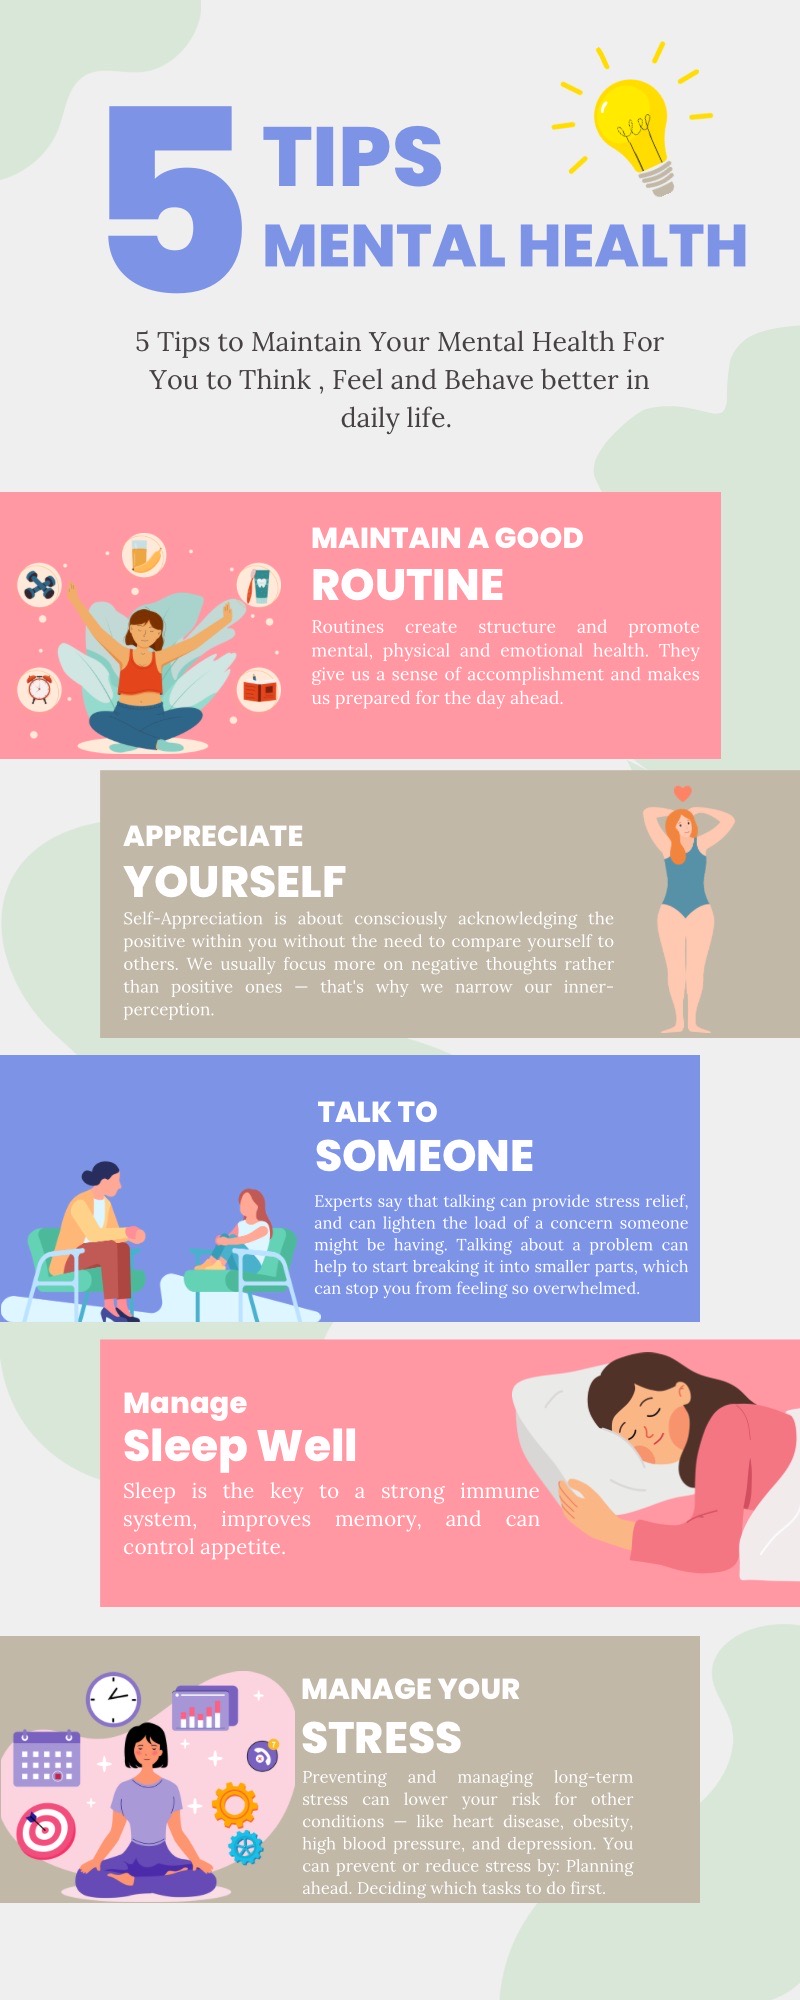 5 TIPS
MENTAL HEALTH
5 Tips to Maintain Your Mental Health For
You to Think , Feel and Behave better in
daily life.
MAINTAIN A GOOD
ROUTINE
Routines create structure and promote
mental, physical and emotional health. They
give us a sense of accomplishment and makes
us prepared for the day ahead.
APPRECIATE
YOURSELF
Self-Appreciation is about consciously acknowledging the
positive within you without the need to compare yourself to
others. We usually focus more on negative thoughts rather
than positive ones — that's why we narrow our inner-
perception.
TALK TO
SOMEONE
Experts say that talking can provide stress relief,
and can lighten the load of a concern someone
might be having. Talking about a problem can
help to start breaking it into smaller parts, which
can stop you from feeling so overwhelmed.
Manage
Sleep Well
Sleep is the key to a strong immune
system, improves memory, and can
control appetite.
MANAGE YOUR
STRESS
Preventing and managing long-term
stress can lower your risk for other
conditions — like heart disease, obesity,
high blood pressure, and depression. You
can prevent or reduce stress by: Planning
ahead. Deciding which tasks to do first.